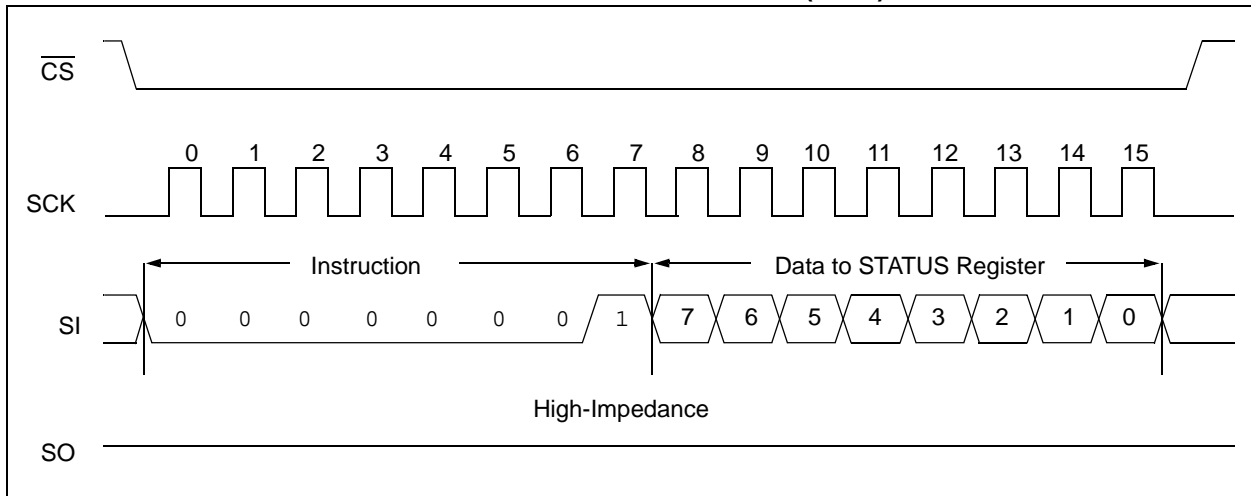 CS
0 1 2 3 4 5 6 7 8 9 10 11 12 13 14 15
SCK
Instruction Data to STATUS Register
SI 0 0 0 0 0 0 0 1 7 6 5 4 3 2 1 0
High-Impedance
SO